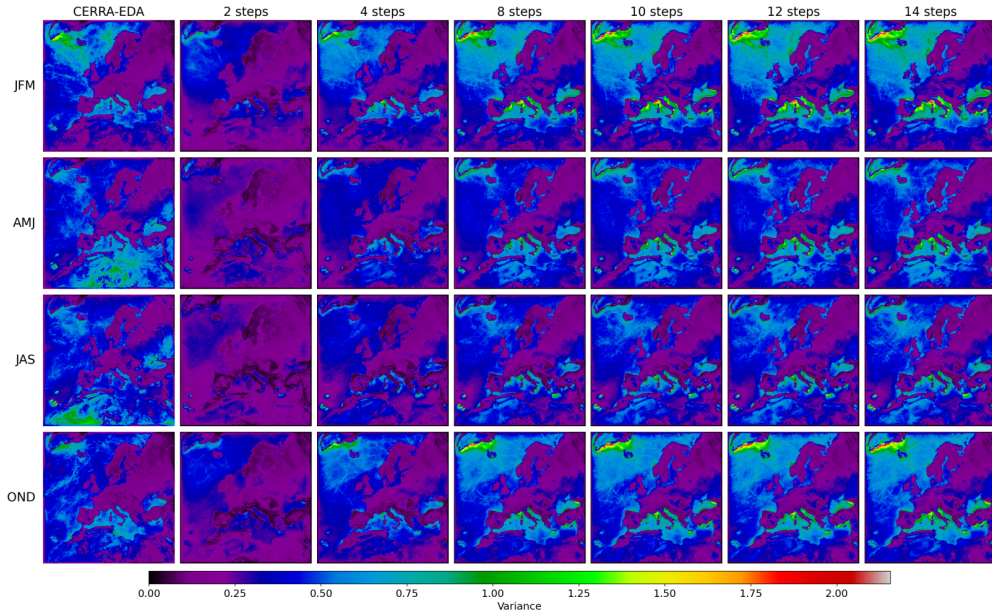 CERRA-EDA 2 steps 4 steps 8 steps 10 steps 12 steps 14 steps
JFM
AMJ
JAS
OND
0.00 0.25 0.50 0.75 1.00 1.25 1.50 1.75 2.00
Variance